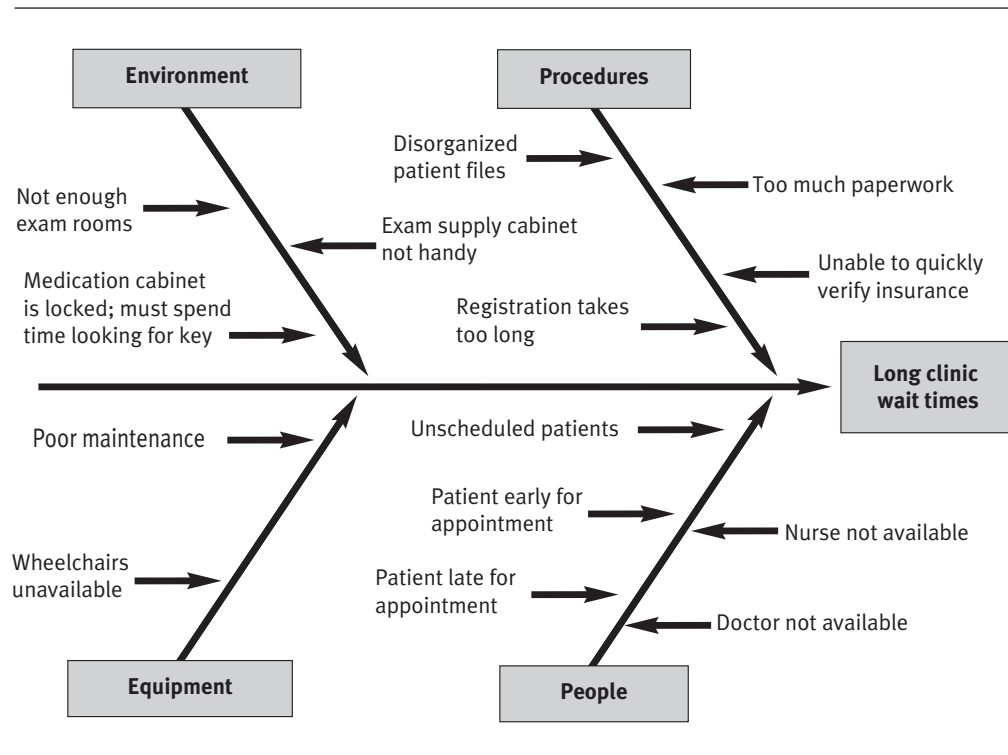 Environment
Procedures
Disorganized
patient files
Too much paperwork
Not enough
exam rooms
Exam supply cabinet
not handy
Medication cabinet
is locked; must spend
time looking for key
Unable to quickly
verify insurance
Registration takes
too long
Long clinic
wait times
Poor maintenance
Unscheduled patients
Patient early for
appointment
Nurse not available
Wheelchairs
unavailable
Patient late for
appointment
Doctor not available
Equipment
People